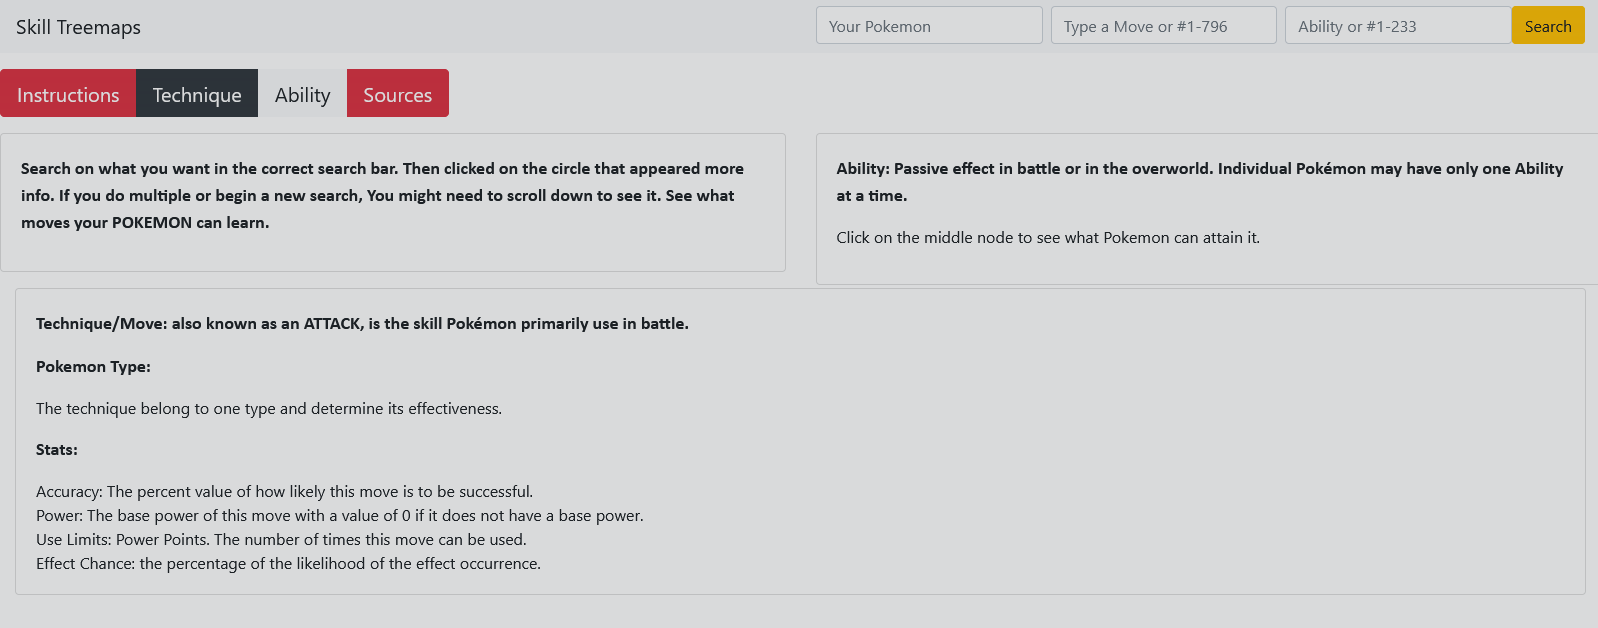 Skill Treemaps
Your Pokemon
Type a Move or #1-796
Ability or #1-233
Search
Instructions
Technique
Ability
Sources
Search on what you want in the correct search bar. Then clicked on the circle that appeared more
info. If you do multiple or begin a new search, You might need to scroll down to see it. See what
moves your POKEMON can learn.
Ability: Passive effect in battle or in the overworld. Individual Pokémon may have only one Ability
at a time.
Click on the middle node to see what Pokemon can attain it.
Technique/Move: also known as an ATTACK, is the skill Pokémon primarily use in battle.
Pokemon Type:
The technique belong to one type and determine its effectiveness.
Stats:
Accuracy: The percent value of how likely this move is to be successful.
Power: The base power of this move with a value of 0 if it does not have a base power.
Use Limits: Power Points. The number of times this move can be used.
Effect Chance: the percentage of the likelihood of the effect occurrence.